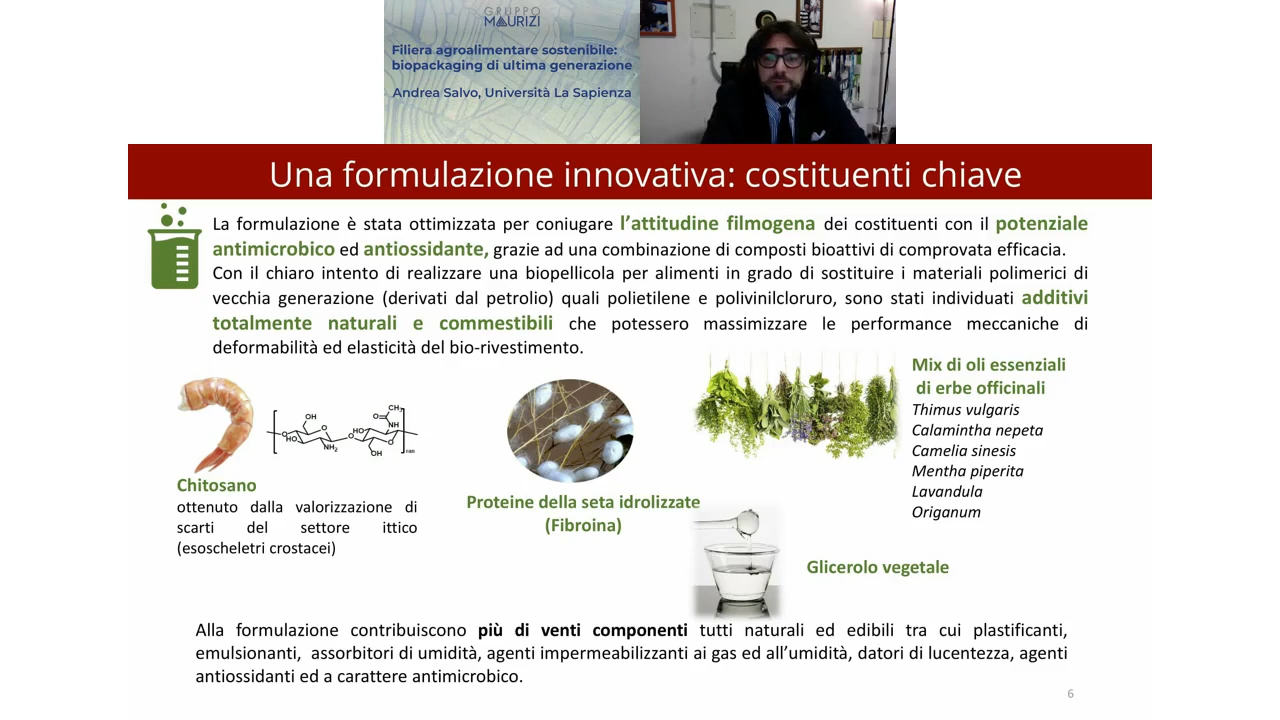 GRUPPO
MAURIZI
Filiera agroalimentare sostenibile:
biopackaging di ultima generazione
Andrea Salvo, Università La Sapienza
Una formulazione innovativa: costituenti chiave
La formulazione è stata ottimizzata per coniugare l’attitudine filmogena dei costituenti con il potenziale
antimicrobico ed antiossidante, grazie ad una combinazione di composti bioattivi di comprovata efficacia.
Con il chiaro intento di realizzare una biopellicola per alimenti in grado di sostituire i materiali polimerici di
vecchia generazione (derivati dal petrolio) quali polietilene e polivinilcloruro, sono stati individuati additivi
totalmente naturali e commestibili che potessero massimizzare le performance meccaniche di
deformabilità ed elasticità del bio-rivestimento.
Mix di oli essenziali
di erbe officinali
Thimus vulgaris
Calamintha nepeta
Camelia sinesis
Mentha piperita
Lavandula
Origanum
OH
O
HO
NH2
O
HO
O
CH3
NH
O
OH
Chitosano
ottenuto dalla valorizzazione di
scarti del settore ittico
(esoscheletri crostacei)
Proteine della seta idrolizzate
(Fibroina)
Glicerolo vegetale
Alla formulazione contribuiscono più di venti componenti tutti naturali ed edibili tra cui plastificanti,
emulsionanti, assorbitori di umidità, agenti impermeabilizzanti ai gas ed all’umidità, datori di lucentezza, agenti
antiossidanti ed a carattere antimicrobico.
6